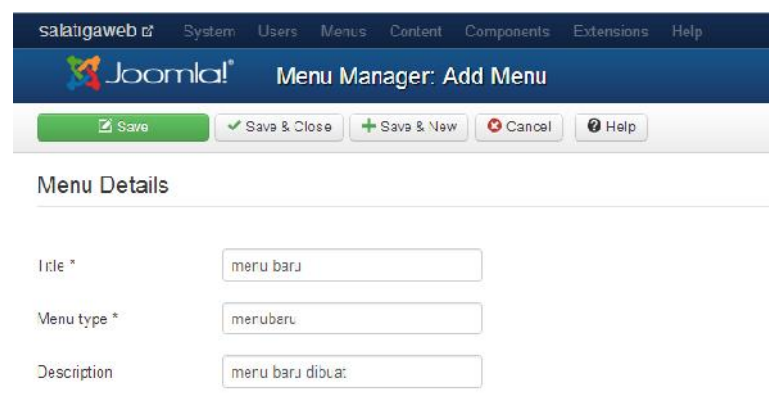 salatigaweb System Users Menus Content Components Extensions Help
Joomla!® Menu Manager: Add Menu
Save Save & Close Save & New Cancel Help
Menu Details
Title * menu baru
Menu type * menubaru
Description menu baru dibuat